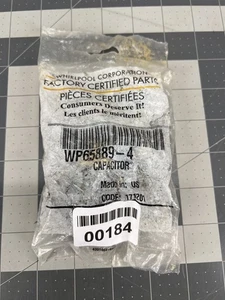 WHIRLPOOL CORPORATION
FACTORY CERTIFIED PARTS
PIÈCES CERTIFIÉES
Consumers Deserve It!
Les clients le méritent!
WP65889-4
CAPACITOR
Made in: US
CODE:
00184